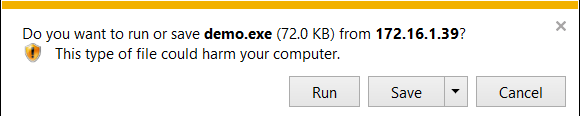 Do you want to run or save demo.exe (72.0 KB) from 172.16.1.39?
This type of file could harm your computer.
Run Save Cancel